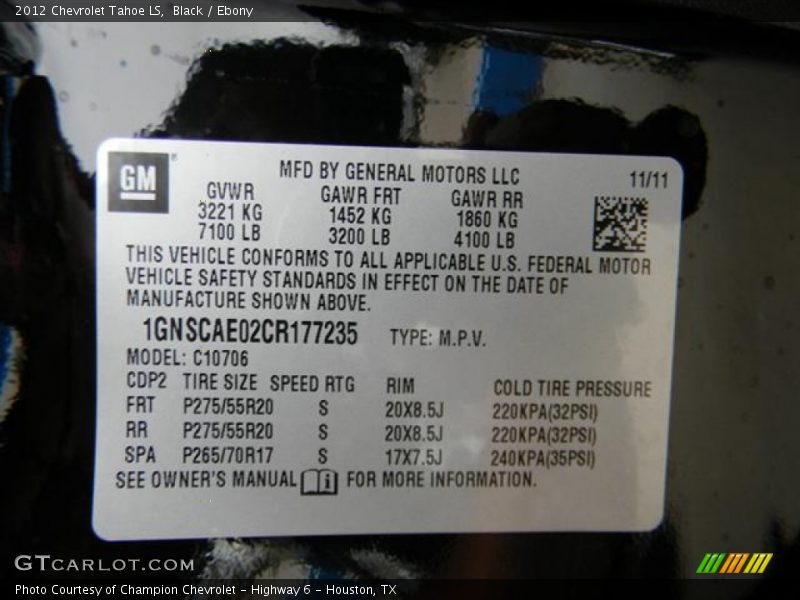 2012 Chevrolet Tahoe LS,  Black / Ebony
GM
MFD BY GENERAL MOTORS LLC 11/11
GVWR GAWR FRT GAWR RR
3221 KG 1452 KG 1860 KG
7100 LB 3200 LB 4100 LB
THIS VEHICLE CONFORMS TO ALL APPLICABLE U.S. FEDERAL MOTOR
VEHICLE SAFETY STANDARDS IN EFFECT ON THE DATE OF
MANUFACTURE SHOWN ABOVE.
1GNSCAE02CR177235 TYPE: M.P.V.
MODEL: C10706
CDP2 TIRE SIZE SPEED RTG RIM COLD TIRE PRESSURE
FRT P275/55R20 S 20X8.5J 220KPA(32PSI)
RR P275/55R20 S 20X8.5J 220KPA(32PSI)
SPA P265/70R17 S 17X7.5J 240KPA(35PSI)
SEE OWNER'S MANUAL i FOR MORE INFORMATION.
GTCARLOT.COM
Photo Courtesy of Champion Chevrolet - Highway 6 - Houston, TX